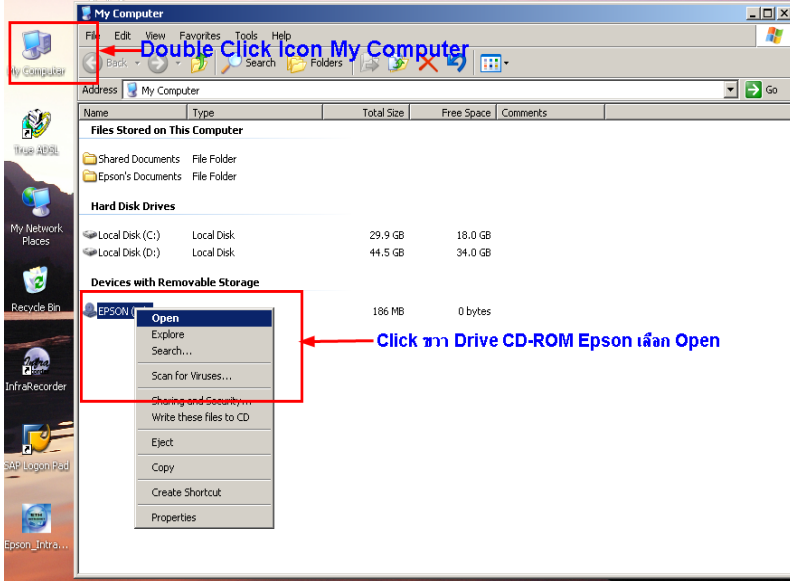 My Computer
File Edit View Favorites Tools Help
Double Click Icon My Computer
Back Search Folders
Address My Computer Go
Name Type Total Size Free Space Comments
Files Stored on This Computer
Shared Documents File Folder
Epson's Documents File Folder
Hard Disk Drives
Local Disk (C:) Local Disk 29.9 GB 18.0 GB
Local Disk (D:) Local Disk 44.5 GB 34.0 GB
Devices with Removable Storage
EPSON 186 MB 0 bytes
Open
Explore
Search...
Scan for Viruses...
Sharing and Security...
Write these files to CD
Eject
Copy
Create Shortcut
Properties
Click ขวา Drive CD-ROM Epson เลือก Open
My Computer
True ADSL
My Network
Places
Recycle Bin
InfraRecorder
SAP Logon Pad
Epson_Intra...